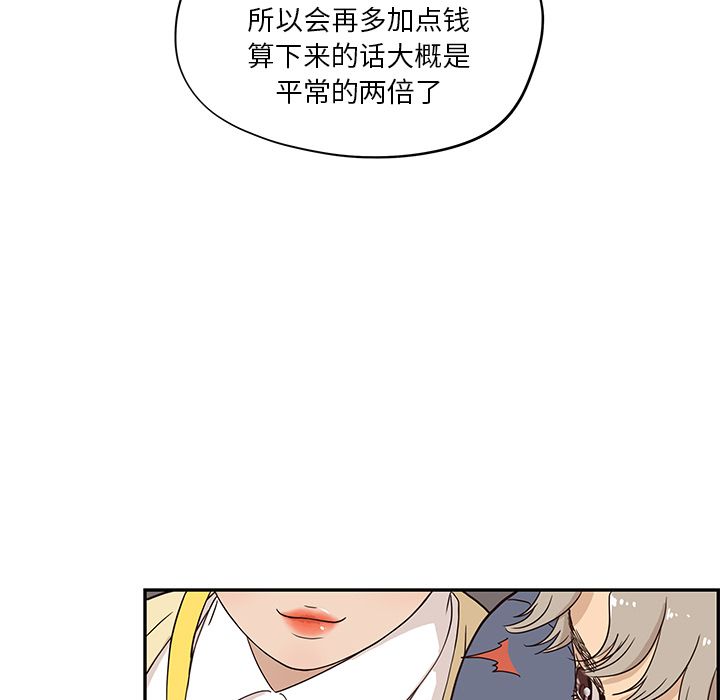 所以会再多加点钱
算下来的话大概是
平常的两倍了